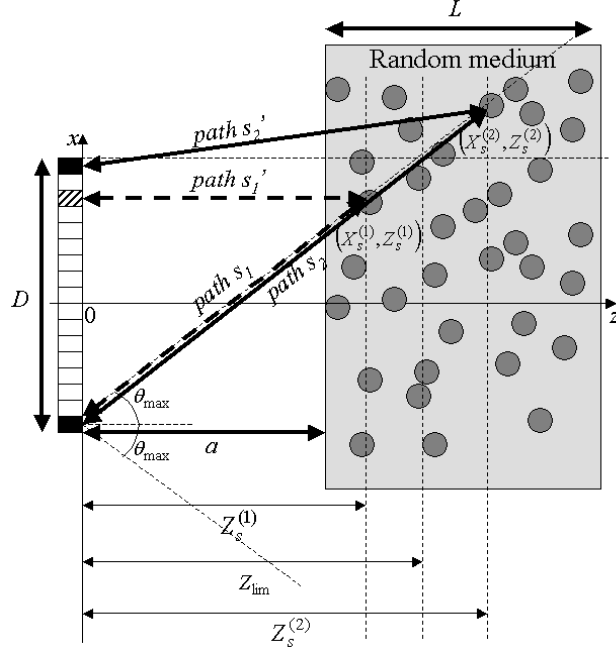 L
Random medium
x
path s₂'
(Xₛ⁽²⁾, Zₛ⁽²⁾)
path s₁'
(Xₛ⁽¹⁾, Zₛ⁽¹⁾)
path s₁
path s₂
D
0
z
θmax
θmax
a
Zₛ⁽¹⁾
Zlim
Zₛ⁽²⁾